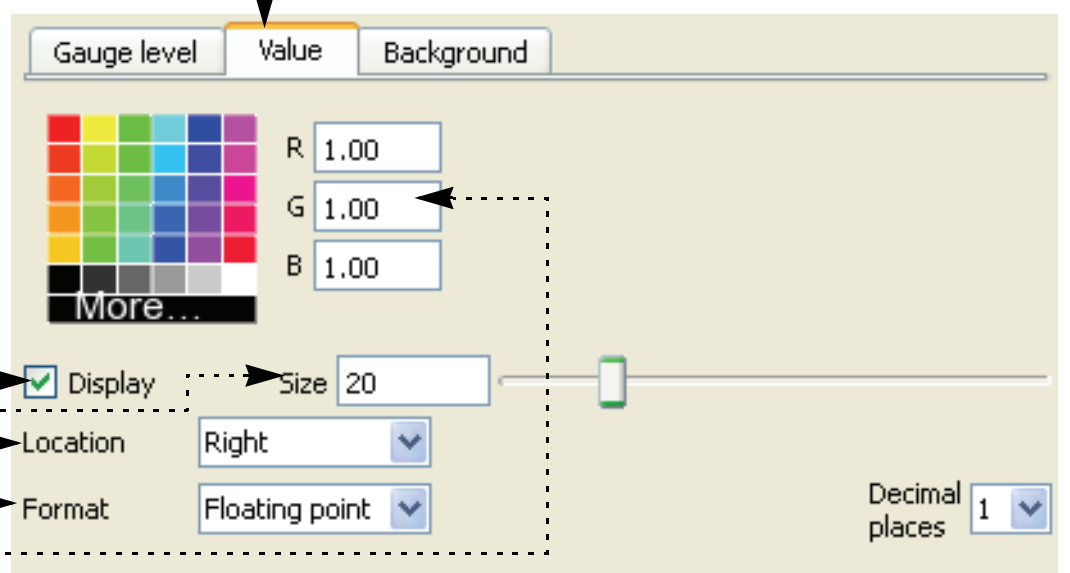 Gauge level Value Background
R 1.00
G 1.00
B 1.00
More...
Display Size 20
Location Right
Format Floating point Decimal places 1